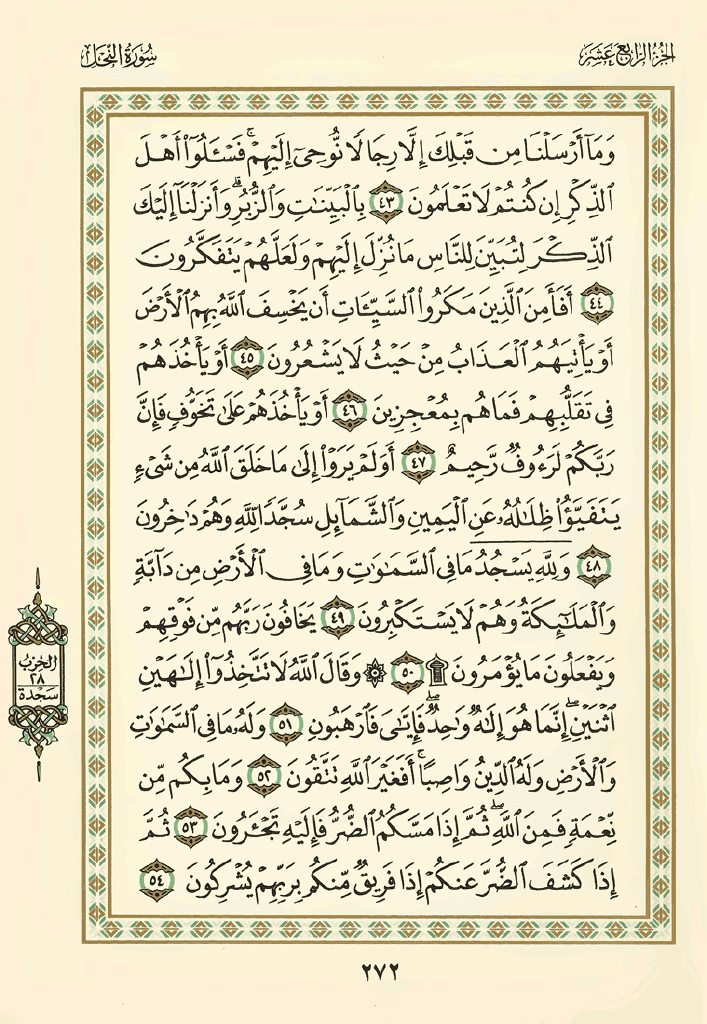 الجزء الرابع عشر
سورة النحل
وَمَآ أَرْسَلْنَا مِن قَبْلِكَ إِلَّا رِجَالًا نُّوحِىٓ إِلَيْهِمْ ۚ فَسْـَٔلُوٓا۟ أَهْلَ
ٱلذِّكْرِ إِن كُنتُمْ لَا تَعْلَمُونَ ٤٣ بِٱلْبَيِّنَٰتِ وَٱلزُّبُرِ ۗ وَأَنزَلْنَآ إِلَيْكَ
ٱلذِّكْرَ لِتُبَيِّنَ لِلنَّاسِ مَا نُزِّلَ إِلَيْهِمْ وَلَعَلَّهُمْ يَتَفَكَّرُونَ
٤٤ أَفَأَمِنَ ٱلَّذِينَ مَكَرُوا۟ ٱلسَّيِّـَٔاتِ أَن يَخْسِفَ ٱللَّهُ بِهِمُ ٱلْأَرْضَ
أَوْ يَأْتِيَهُمُ ٱلْعَذَابُ مِنْ حَيْثُ لَا يَشْعُرُونَ ٤٥ أَوْ يَأْخُذَهُمْ
فِى تَقَلُّبِهِمْ فَمَا هُم بِمُعْجِزِينَ ٤٦ أَوْ يَأْخُذَهُمْ عَلَىٰ تَخَوُّفٍ فَإِنَّ
رَبَّكُمْ لَرَءُوفٌ رَّحِيمٌ ٤٧ أَوَلَمْ يَرَوْا۟ إِلَىٰ مَا خَلَقَ ٱللَّهُ مِن شَىْءٍ
يَتَفَيَّؤُا۟ ظِلَٰلُهُۥ عَنِ ٱلْيَمِينِ وَٱلشَّمَآئِلِ سُجَّدًا لِّلَّهِ وَهُمْ دَٰخِرُونَ
٤٨ وَلِلَّهِ يَسْجُدُ مَا فِى ٱلسَّمَٰوَٰتِ وَمَا فِى ٱلْأَرْضِ مِن دَآبَّةٍ
وَٱلْمَلَٰٓئِكَةُ وَهُمْ لَا يَسْتَكْبِرُونَ ٤٩ يَخَافُونَ رَبَّهُم مِّن فَوْقِهِمْ
وَيَفْعَلُونَ مَا يُؤْمَرُونَ ۩ ٥٠ ۞ وَقَالَ ٱللَّهُ لَا تَتَّخِذُوٓا۟ إِلَٰهَيْنِ
ٱثْنَيْنِ ۖ إِنَّمَا هُوَ إِلَٰهٌ وَٰحِدٌ ۖ فَإِيَّٰىَ فَٱرْهَبُونِ ٥١ وَلَهُۥ مَا فِى ٱلسَّمَٰوَٰتِ
وَٱلْأَرْضِ وَلَهُ ٱلدِّينُ وَاصِبًا ۚ أَفَغَيْرَ ٱللَّهِ تَتَّقُونَ ٥٢ وَمَا بِكُم مِّن
نِّعْمَةٍ فَمِنَ ٱللَّهِ ۖ ثُمَّ إِذَا مَسَّكُمُ ٱلضُّرُّ فَإِلَيْهِ تَجْـَٔرُونَ ٥٣ ثُمَّ
إِذَا كَشَفَ ٱلضُّرَّ عَنكُمْ إِذَا فَرِيقٌ مِّنكُم بِرَبِّهِمْ يُشْرِكُونَ ٥٤
الحزب
٢٨
سجدة
٢٧٢